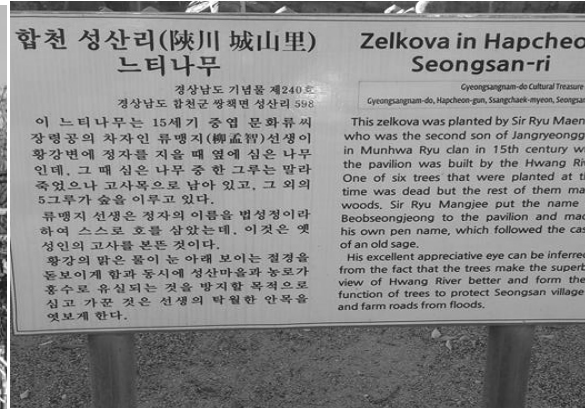 합천 성산리(陜川 城山里)
느티나무
경상남도 기념물 제240호
경상남도 합천군 쌍책면 성산리 598
이 느티나무는 15세기 중엽 문화류씨
장령공의 차자인 류맹지(柳孟智)선생이
황강변에 정자를 지을 때 옆에 심은 나무
인데, 그 때 심은 나무 중 한 그루는 말라
죽었으나 고사목으로 남아 있고, 그 외의
5그루가 숲을 이루고 있다.
류맹지 선생은 정자의 이름을 법성정이라
하여 스스로 호를 삼았는데, 이것은 옛
성인의 고사를 본뜬 것이다.
황강의 맑은 물이 눈 아래 보이는 절경을
돋보이게 함과 동시에 성산마을과 농로가
홍수로 유실되는 것을 방지할 목적으로
심고 가꾼 것은 선생의 탁월한 안목을
엿보게 한다.
Zelkova in Hapcheo
Seongsan-ri
Gyeongsangnam-do Cultural Treasure
Gyeongsangnam-do, Hapcheon-gun, Ssangchaek-myeon, Seongsa
This zelkova was planted by Sir Ryu Maen
who was the second son of Jangryeongg
in Munhwa Ryu clan in 15th century w
the pavilion was built by the Hwang Ri
One of six trees that were planted at t
time was dead but the rest of them ma
woods. Sir Ryu Mangjee put the name
Beobseongjeong to the pavilion and mad
his own pen name, which followed the cas
of an old sage.
His excellent appreciative eye can be inferre
from the fact that the trees make the superb
view of Hwang River better and form the
function of trees to protect Seongsan village
and farm roads from floods.